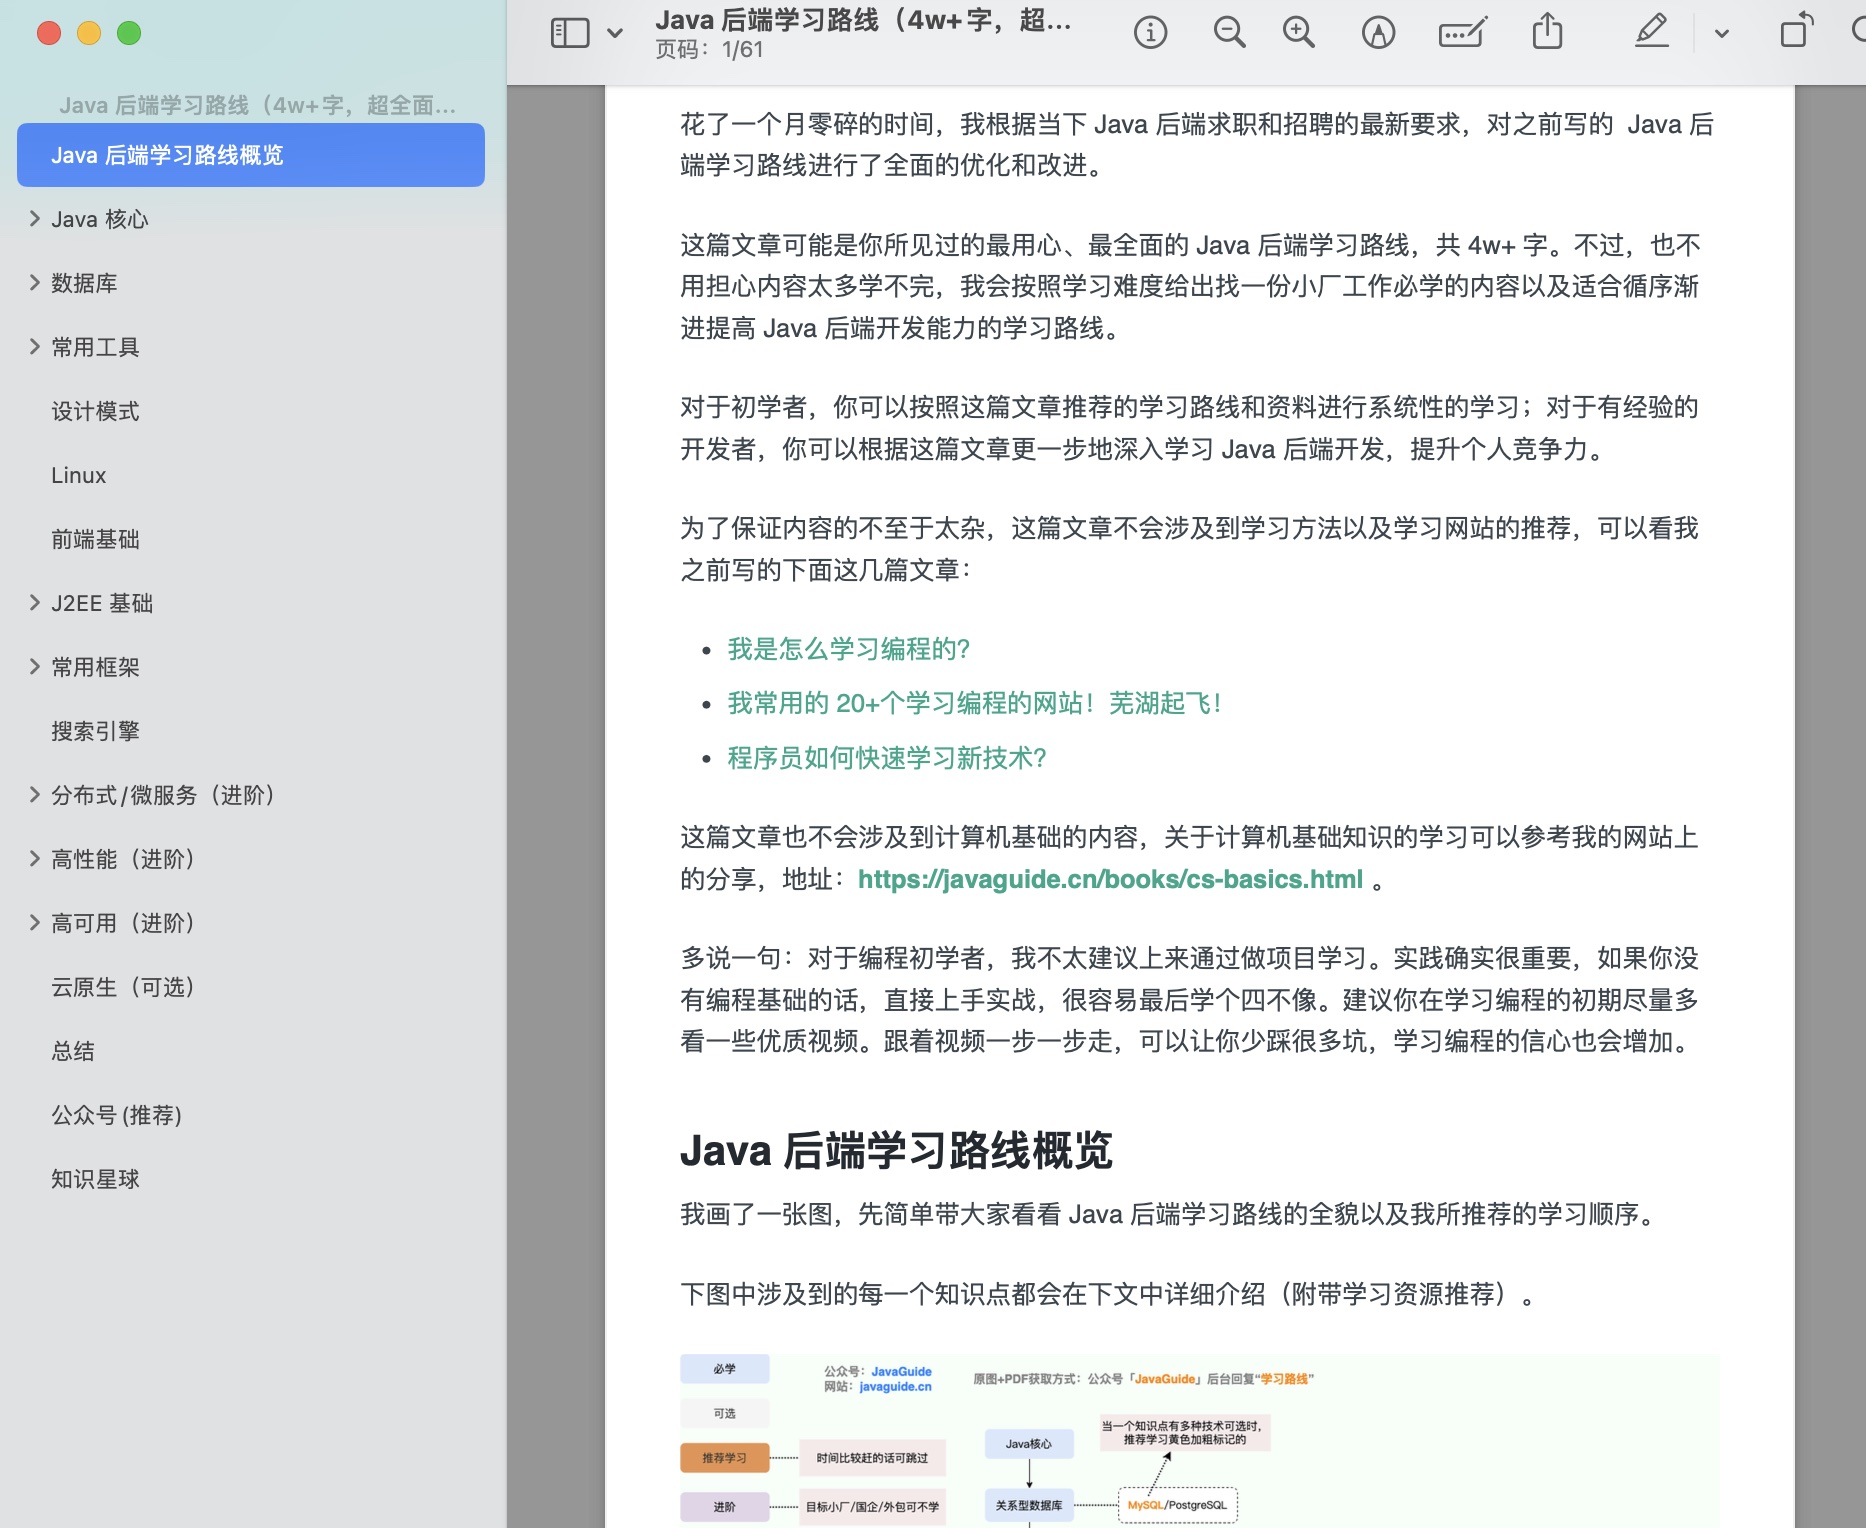 Java 后端学习路线（4w+ 字，超全面...
Java 后端学习路线概览
Java 核心
数据库
常用工具
设计模式
Linux
前端基础
J2EE 基础
常用框架
搜索引擎
分布式/微服务（进阶）
高性能（进阶）
高可用（进阶）
云原生（可选）
总结
公众号 (推荐)
知识星球
Java 后端学习路线（4w+ 字，超...
页码：1/61
花了一个月零碎的时间，我根据当下 Java 后端求职和招聘的最新要求，对之前写的 Java 后
端学习路线进行了全面的优化和改进。
这篇文章可能是你所见过的最用心、最全面的 Java 后端学习路线，共 4w+ 字。不过，也不
用担心内容太多学不完，我会按照学习难度给出找一份小厂工作必学的内容以及适合循序渐
进提高 Java 后端开发能力的学习路线。
对于初学者，你可以按照这篇文章推荐的学习路线和资料进行系统性的学习；对于有经验的
开发者，你可以根据这篇文章更一步地深入学习 Java 后端开发，提升个人竞争力。
为了保证内容的不至于太杂，这篇文章不会涉及到学习方法以及学习网站的推荐，可以看我
之前写的下面这几篇文章：
• 我是怎么学习编程的?
• 我常用的 20+个学习编程的网站！芜湖起飞！
• 程序员如何快速学习新技术?
这篇文章也不会涉及到计算机基础的内容，关于计算机基础知识的学习可以参考我的网站上
的分享，地址：https://javaguide.cn/books/cs-basics.html 。
多说一句：对于编程初学者，我不太建议上来通过做项目学习。实践确实很重要，如果你没
有编程基础的话，直接上手实战，很容易最后学个四不像。建议你在学习编程的初期尽量多
看一些优质视频。跟着视频一步一步走，可以让你少踩很多坑，学习编程的信心也会增加。
Java 后端学习路线概览
我画了一张图，先简单带大家看看 Java 后端学习路线的全貌以及我所推荐的学习顺序。
下图中涉及到的每一个知识点都会在下文中详细介绍（附带学习资源推荐）。
必学
公众号：JavaGuide
网站：javaguide.cn
原图+PDF获取方式：公众号「JavaGuide」后台回复“学习路线”
可选
当一个知识点有多种技术可选时，
推荐学习黄色加粗标记的
Java核心
推荐学习
时间比较赶的话可跳过
进阶
目标小厂/国企/外包可不学
关系型数据库
MySQL/PostgreSQL